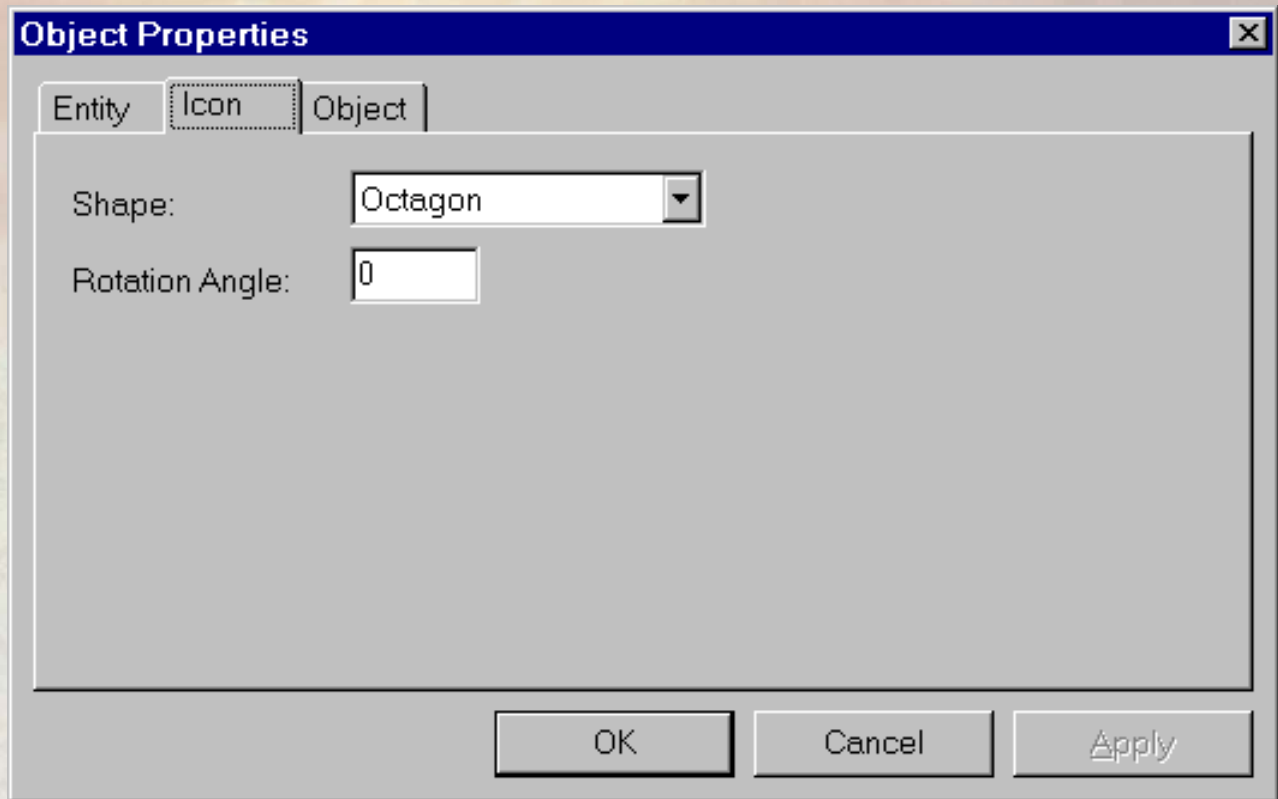 Object Properties
Entity Icon Object
Shape: Octagon
Rotation Angle: 0
OK Cancel Apply